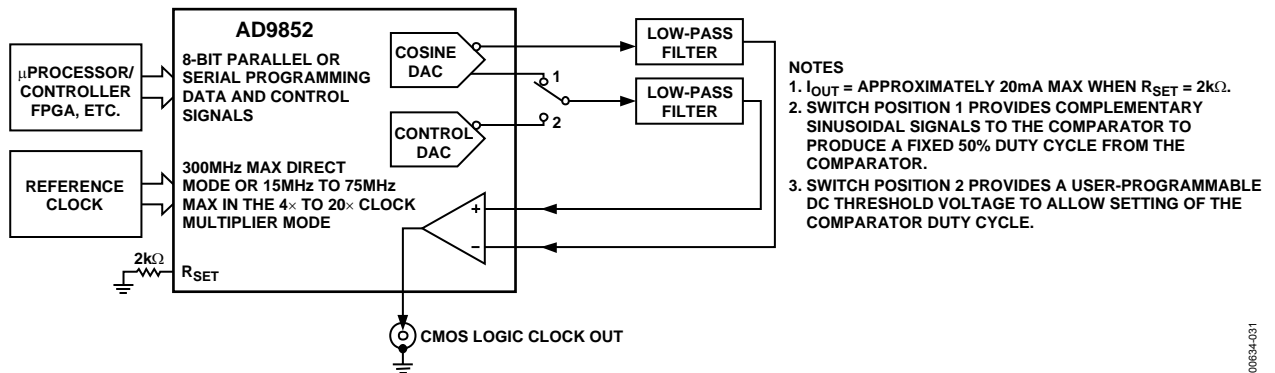 AD9852
8-BIT PARALLEL OR
SERIAL PROGRAMMING
DATA AND CONTROL
SIGNALS
μPROCESSOR/
CONTROLLER
FPGA, ETC.
REFERENCE
CLOCK
300MHz MAX DIRECT
MODE OR 15MHz TO 75MHz
MAX IN THE 4× TO 20× CLOCK
MULTIPLIER MODE
2kΩ
RSET
COSINE
DAC
CONTROL
DAC
1
2
LOW-PASS
FILTER
LOW-PASS
FILTER
+
–
CMOS LOGIC CLOCK OUT
NOTES
1. IOUT = APPROXIMATELY 20mA MAX WHEN RSET = 2kΩ.
2. SWITCH POSITION 1 PROVIDES COMPLEMENTARY
SINUSOIDAL SIGNALS TO THE COMPARATOR TO
PRODUCE A FIXED 50% DUTY CYCLE FROM THE
COMPARATOR.
3. SWITCH POSITION 2 PROVIDES A USER-PROGRAMMABLE
DC THRESHOLD VOLTAGE TO ALLOW SETTING OF THE
COMPARATOR DUTY CYCLE.
00634-031